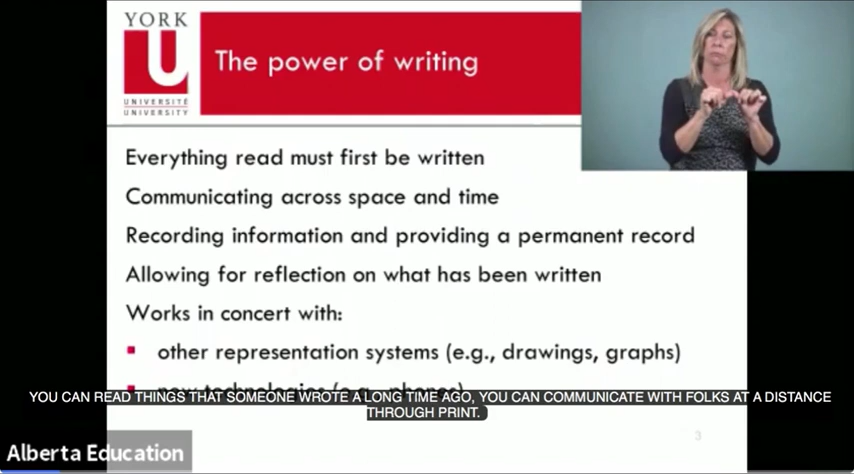 YORK
U
UNIVERSITÉ
UNIVERSITY
The power of writing
Everything read must first be written
Communicating across space and time
Recording information and providing a permanent record
Allowing for reflection on what has been written
Works in concert with:
other representation systems (e.g., drawings, graphs)
new technologies (e.g., phones)
YOU CAN READ THINGS THAT SOMEONE WROTE A LONG TIME AGO, YOU CAN COMMUNICATE WITH FOLKS AT A DISTANCE
THROUGH PRINT.
3
Alberta Education